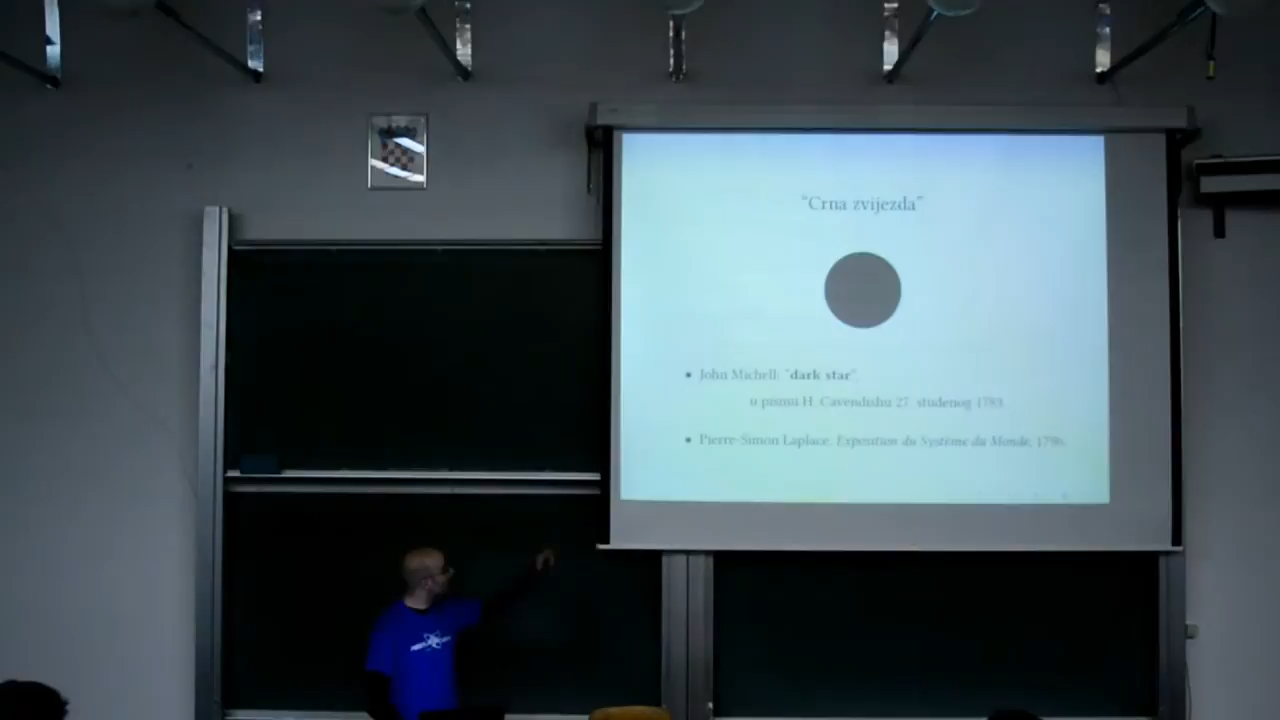 “Crna zvijezda”
• John Michell: “dark star”,
u pismu H. Cavendishu 27. studenog 1783.
• Pierre-Simon Laplace: Exposition du Système du Monde, 1796.